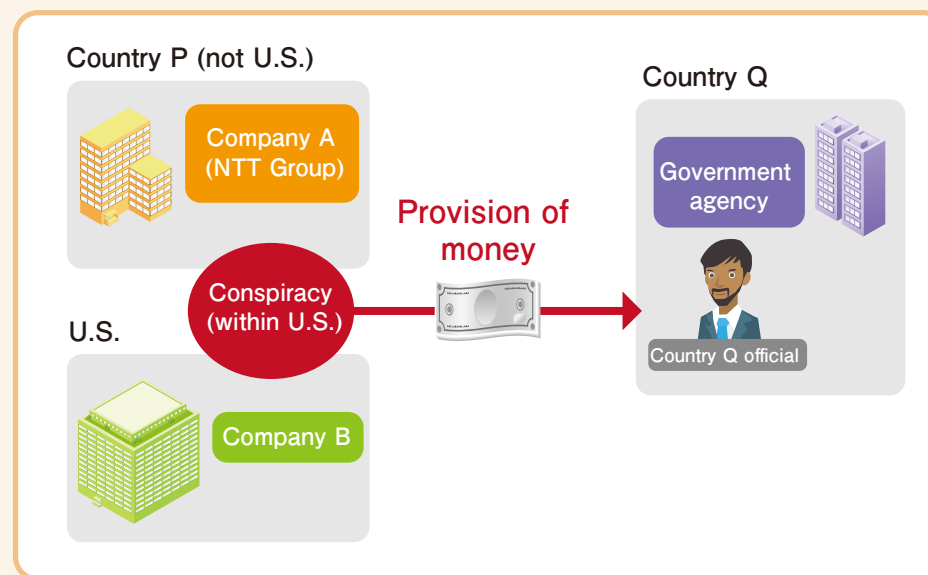 Country P (not U.S.)
Company A
(NTT Group)
Conspiracy
(within U.S.)
U.S.
Company B
Provision of
money
Country Q
Government
agency
Country Q official